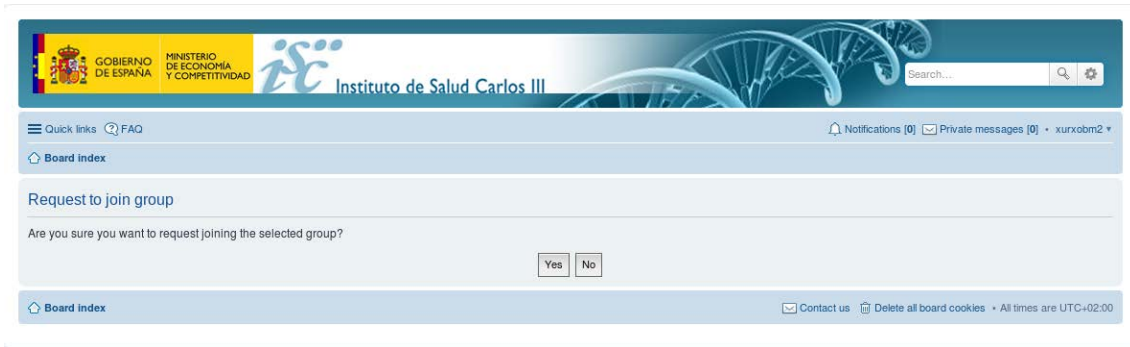 GOBIERNO
DE ESPAÑA
MINISTERIO
DE ECONOMÍA
Y COMPETITIVIDAD
isc
Instituto de Salud Carlos III
Search…
Quick links FAQ
Notifications [0] Private messages [0] • xurxobm2
Board index
Request to join group
Are you sure you want to request joining the selected group?
Yes No
Board index
Contact us Delete all board cookies • All times are UTC+02:00